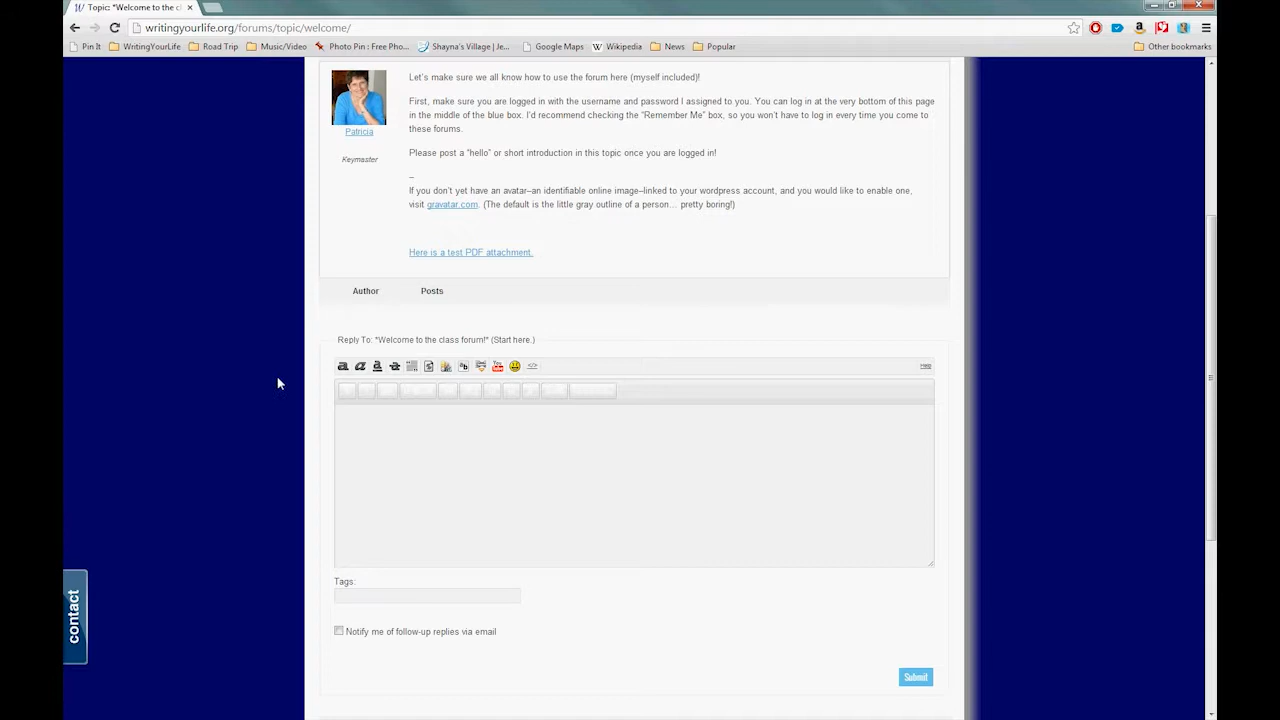 Topic: "Welcome to the cl
writingyourlife.org/forums/topic/welcome/
Pin It WritingYourLife Road Trip Music/Video Photo Pin : Free Pho... Shayna's Village | Je... Google Maps Wikipedia News Popular Other bookmarks
Let's make sure we all know how to use the forum here (myself included)!
First, make sure you are logged in with the username and password I assigned to you. You can log in at the very bottom of this page
in the middle of the blue box. I'd recommend checking the "Remember Me" box, so you won't have to log in every time you come to
these forums.
Patricia
Keymaster
Please post a "hello" or short introduction in this topic once you are logged in!
–
If you don't yet have an avatar–an identifiable online image–linked to your wordpress account, and you would like to enable one,
visit gravatar.com. (The default is the little gray outline of a person… pretty boring!)
Here is a test PDF attachment.
Author Posts
Reply To: "Welcome to the class forum!" (Start here.)
Tags:
Notify me of follow-up replies via email
Submit
contact